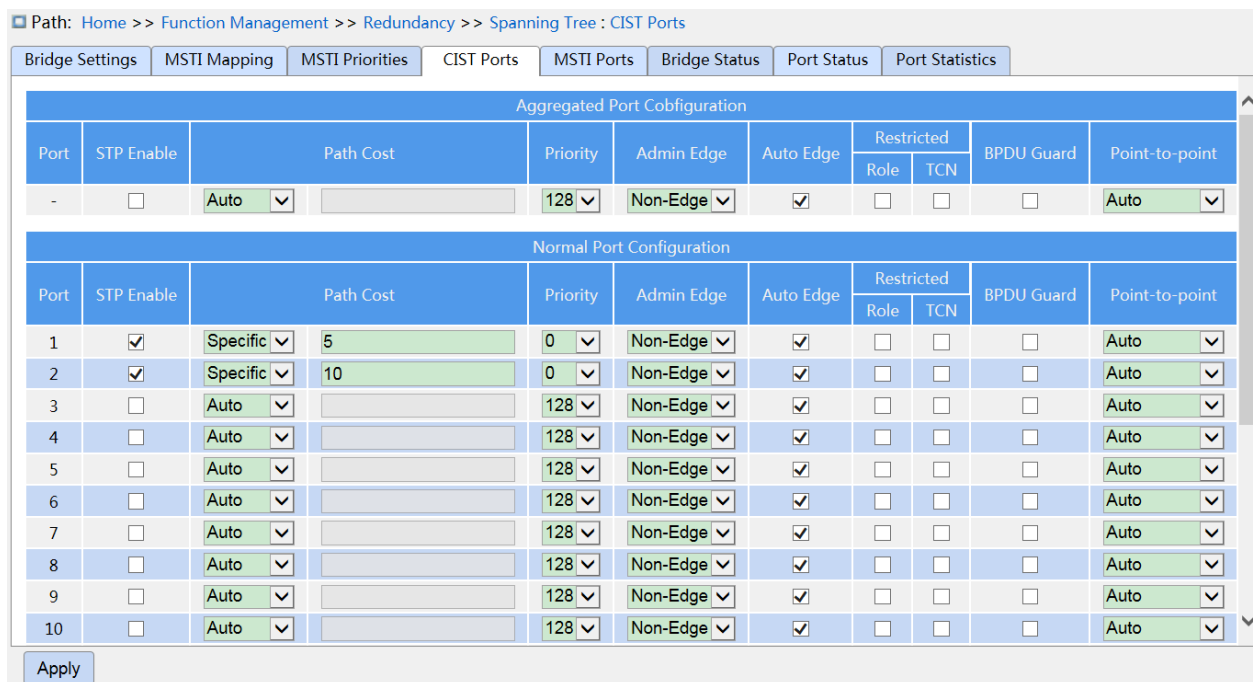 Path: Home >> Function Management >> Redundancy >> Spanning Tree : CIST Ports
Bridge Settings MSTI Mapping MSTI Priorities CIST Ports MSTI Ports Bridge Status Port Status Port Statistics
Aggregated Port Cobfiguration
Port STP Enable Path Cost Priority Admin Edge Auto Edge Restricted BPDU Guard Point-to-point
Role TCN
- Auto 128 Non-Edge Auto
Normal Port Configuration
Port STP Enable Path Cost Priority Admin Edge Auto Edge Restricted BPDU Guard Point-to-point
Role TCN
1 Specific 5 0 Non-Edge Auto
2 Specific 10 0 Non-Edge Auto
3 Auto 128 Non-Edge Auto
4 Auto 128 Non-Edge Auto
5 Auto 128 Non-Edge Auto
6 Auto 128 Non-Edge Auto
7 Auto 128 Non-Edge Auto
8 Auto 128 Non-Edge Auto
9 Auto 128 Non-Edge Auto
10 Auto 128 Non-Edge Auto
Apply